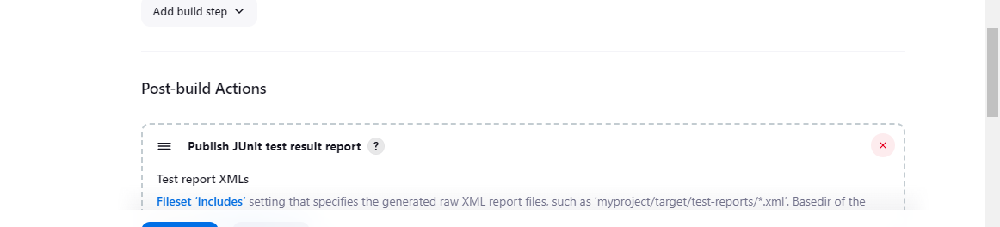 Add build step
Post-build Actions
Publish JUnit test result report ?
Test report XMLs
Fileset ‘includes’ setting that specifies the generated raw XML report files, such as ‘myproject/target/test-reports/*.xml’. Basedir of the